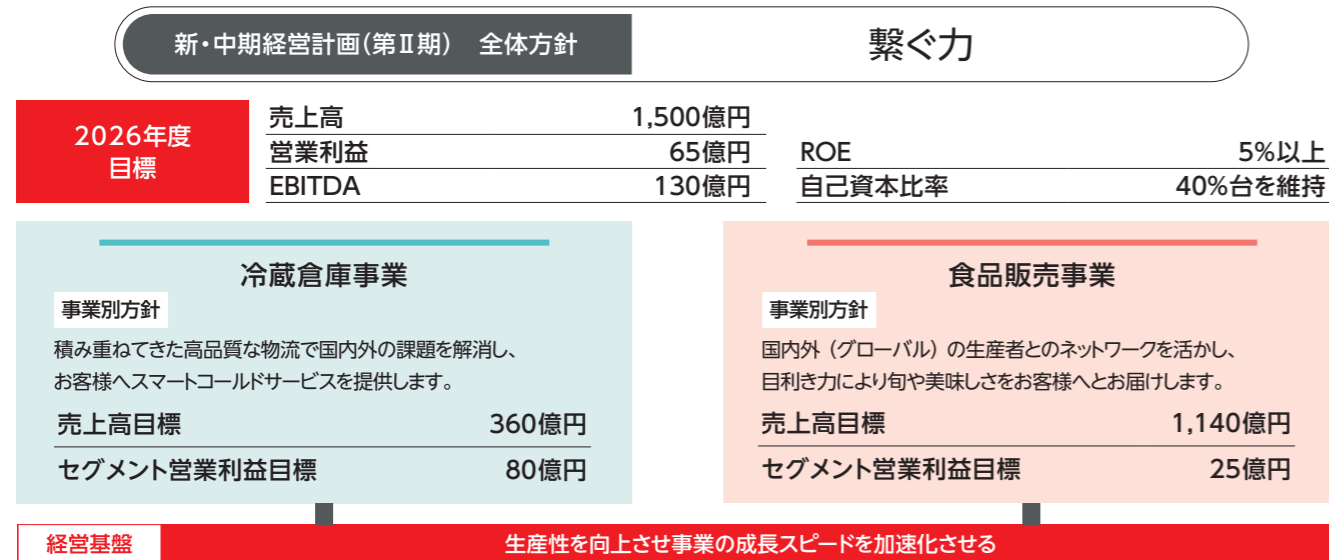 新・中期経営計画(第Ⅱ期)　全体方針
繋ぐ力
2026年度
目標
売上高 1,500億円
営業利益 65億円
EBITDA 130億円
ROE 5%以上
自己資本比率 40%台を維持
冷蔵倉庫事業
事業別方針
積み重ねてきた高品質な物流で国内外の課題を解消し、
お客様へスマートコールドサービスを提供します。
売上高目標 360億円
セグメント営業利益目標 80億円
食品販売事業
事業別方針
国内外（グローバル）の生産者とのネットワークを活かし、
目利き力により旬や美味しさをお客様へとお届けします。
売上高目標 1,140億円
セグメント営業利益目標 25億円
経営基盤
生産性を向上させ事業の成長スピードを加速化させる